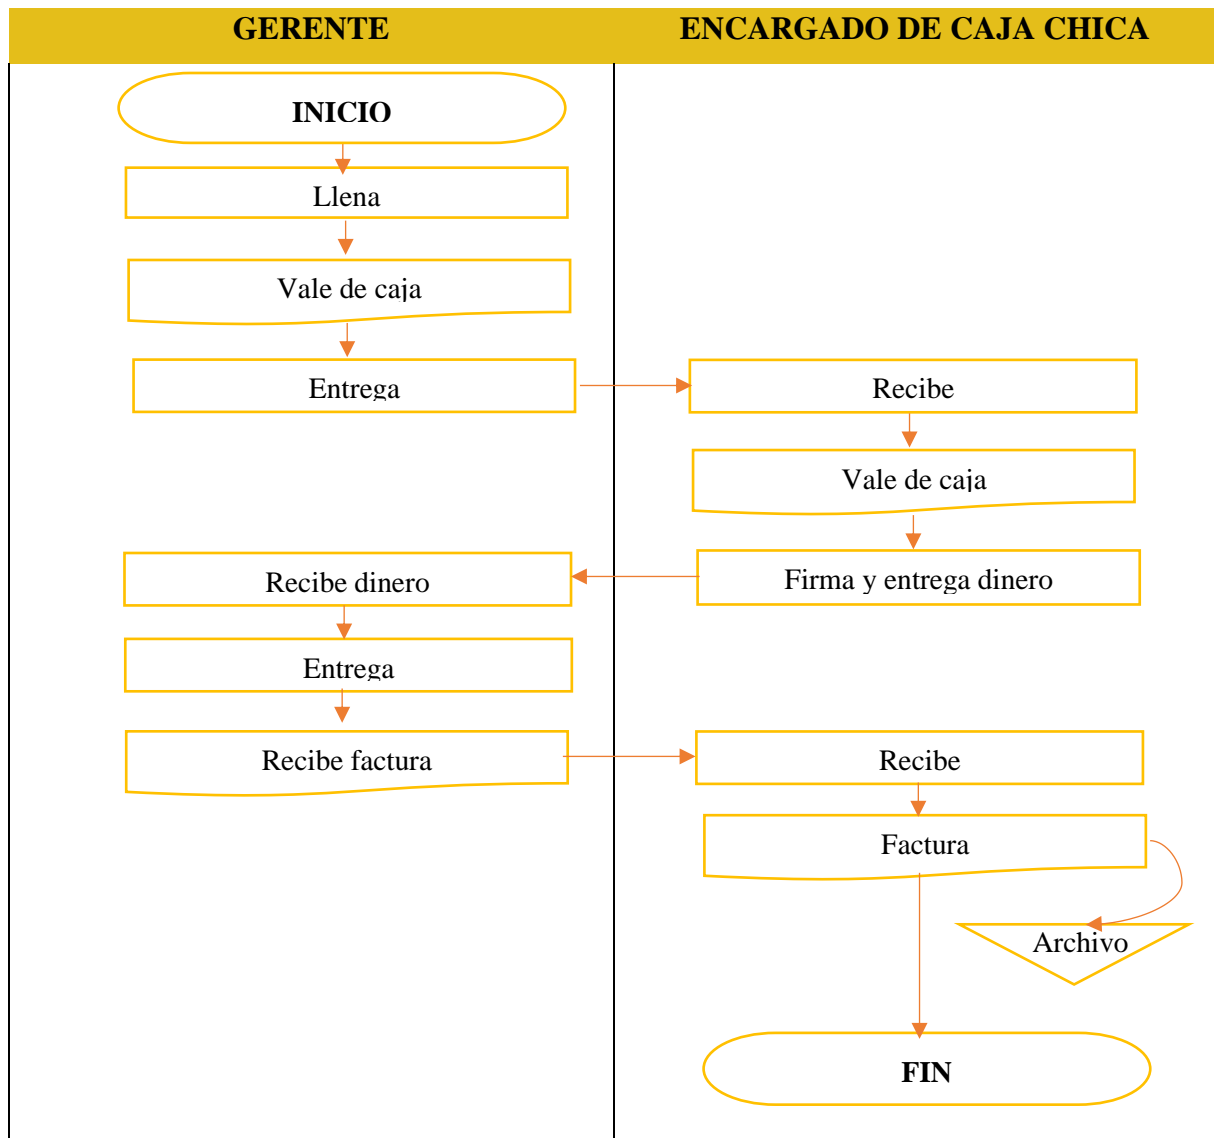 GERENTE
ENCARGADO DE CAJA CHICA
INICIO
Llena
Vale de caja
Entrega
Recibe
Vale de caja
Firma y entrega dinero
Recibe dinero
Entrega
Recibe factura
Recibe
Factura
Archivo
FIN